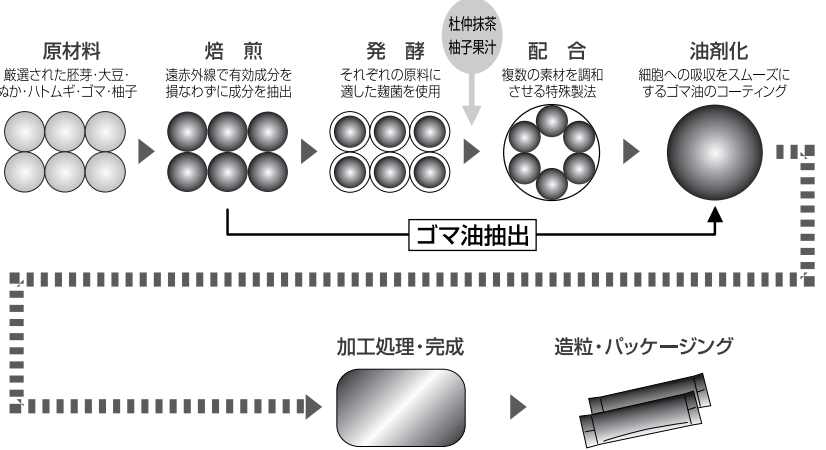 原材料
厳選された胚芽・大豆・
ぬか・ハトムギ・ゴマ・柚子
焙 煎
遠赤外線で有効成分を
損なわずに成分を抽出
発 酵
それぞれの原料に
適した麹菌を使用
杜仲抹茶
柚子果汁
配 合
複数の素材を調和
させる特殊製法
油剤化
細胞への吸収をスムーズに
するゴマ油のコーティング
ゴマ油抽出
加工処理・完成
造粒・パッケージング